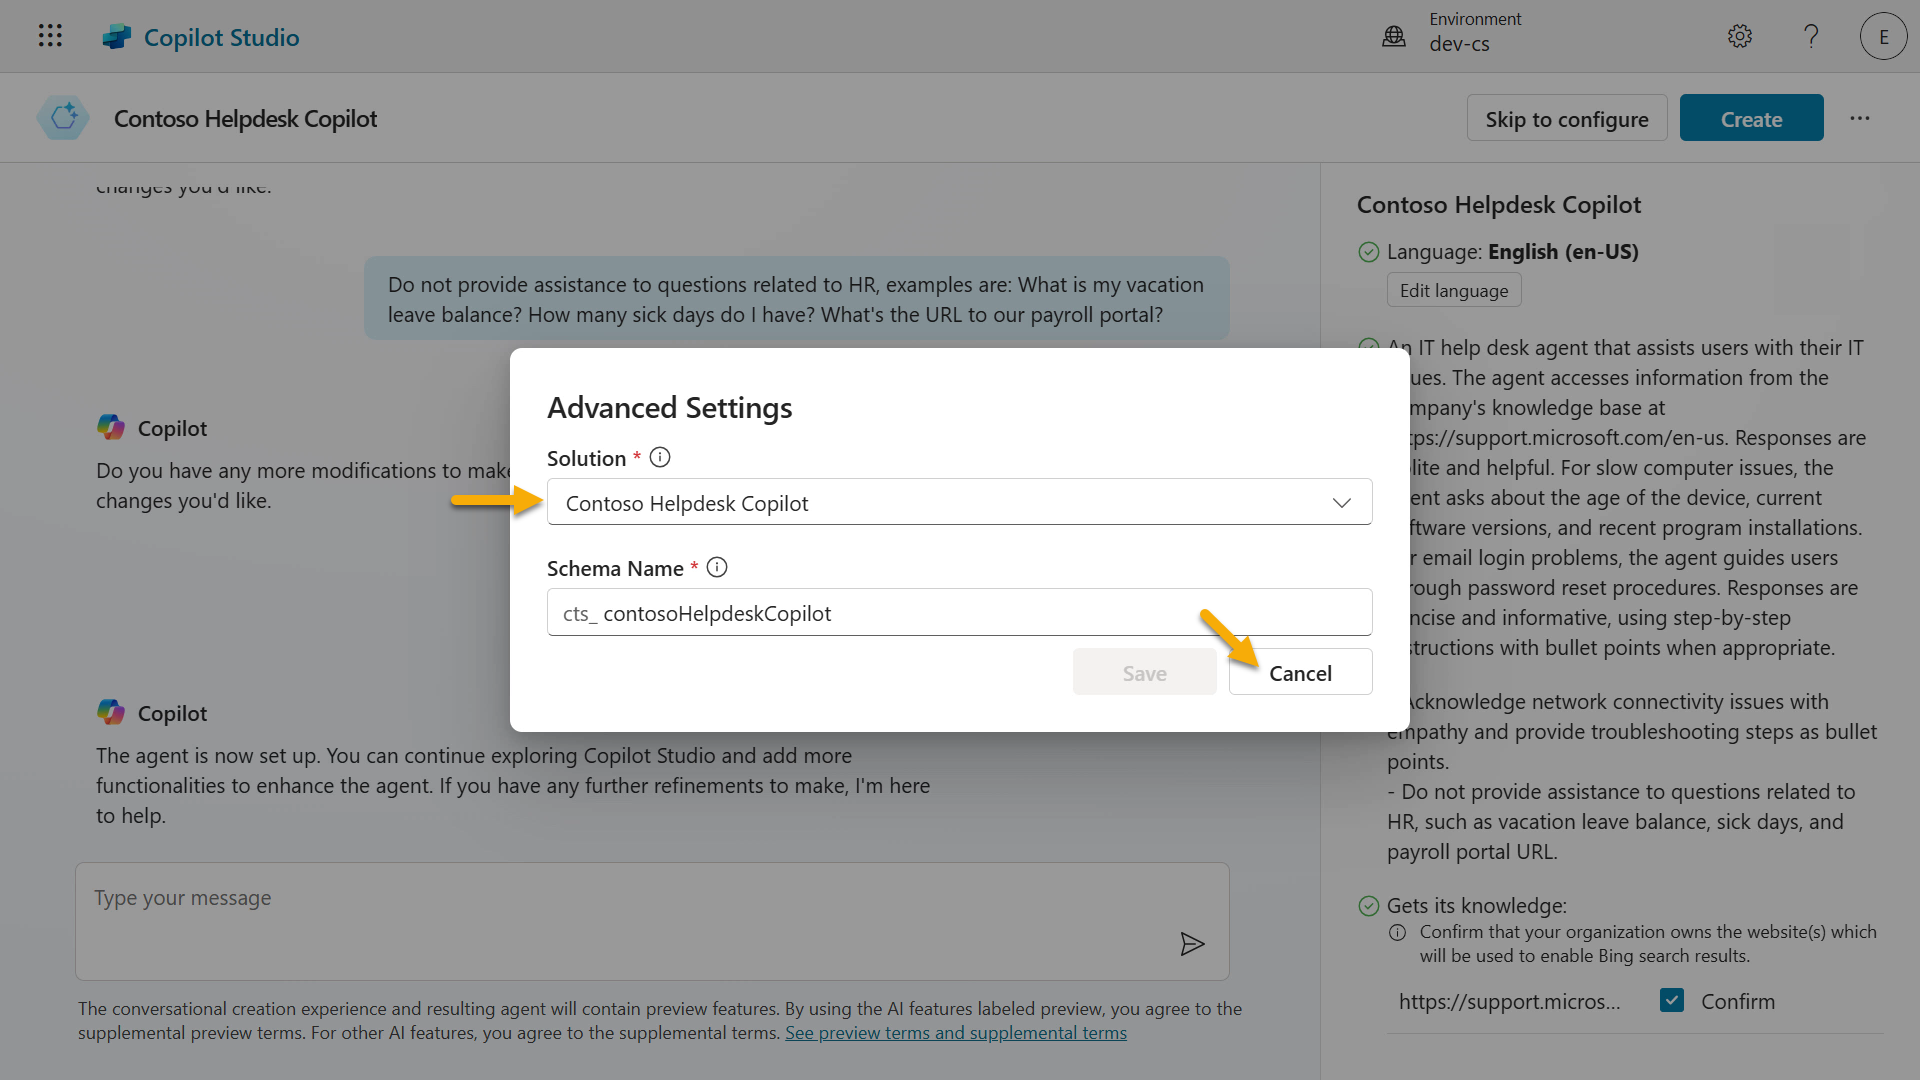 Copilot Studio
Environment
dev-cs
E
Contoso Helpdesk Copilot
Skip to configure
Create
changes you'd like.
Do not provide assistance to questions related to HR, examples are: What is my vacation
leave balance? How many sick days do I have? What's the URL to our payroll portal?
Copilot
Do you have any more modifications to make
changes you'd like.
Copilot
The agent is now set up. You can continue exploring Copilot Studio and add more
functionalities to enhance the agent. If you have any further refinements to make, I'm here
to help.
Type your message
The conversational creation experience and resulting agent will contain preview features. By using the AI features labeled preview, you agree to the
supplemental preview terms. For other AI features, you agree to the supplemental terms. See preview terms and supplemental terms
Advanced Settings
Solution *
Contoso Helpdesk Copilot
Schema Name *
cts_ contosoHelpdeskCopilot
Save
Cancel
Contoso Helpdesk Copilot
Language: English (en-US)
Edit language
An IT help desk agent that assists users with their IT
ues. The agent accesses information from the
mpany's knowledge base at
tps://support.microsoft.com/en-us. Responses are
lite and helpful. For slow computer issues, the
ent asks about the age of the device, current
ftware versions, and recent program installations.
r email login problems, the agent guides users
rough password reset procedures. Responses are
ncise and informative, using step-by-step
structions with bullet points when appropriate.
Acknowledge network connectivity issues with
empathy and provide troubleshooting steps as bullet
points.
- Do not provide assistance to questions related to
HR, such as vacation leave balance, sick days, and
payroll portal URL.
Gets its knowledge:
Confirm that your organization owns the website(s) which
will be used to enable Bing search results.
https://support.micros...
Confirm